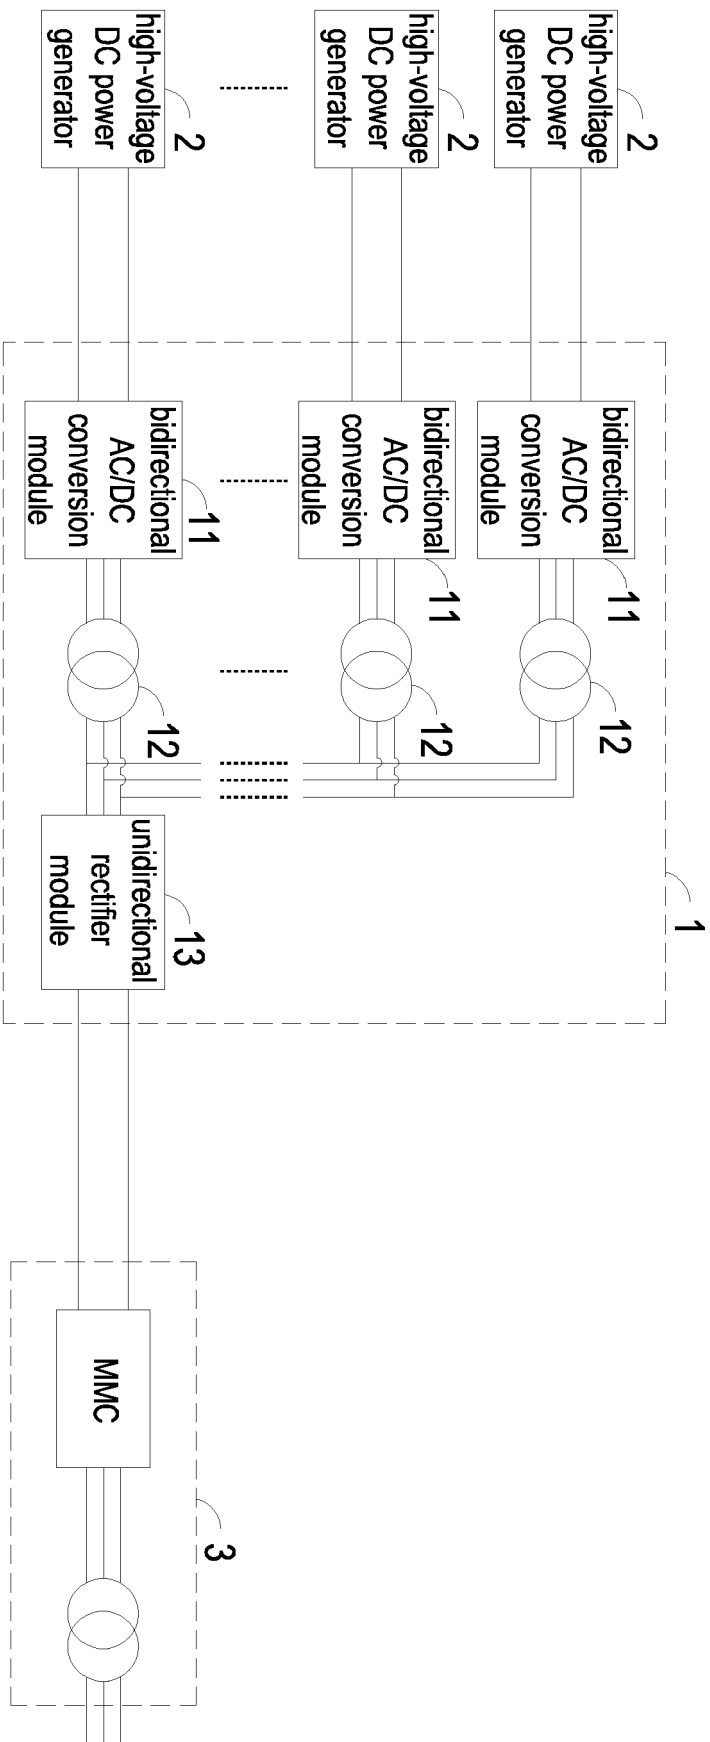 high-voltage
DC power
generator
2
bidirectional
AC/DC
conversion
module
11
12
1
high-voltage
DC power
generator
2
bidirectional
AC/DC
conversion
module
11
12
high-voltage
DC power
generator
2
bidirectional
AC/DC
conversion
module
11
12
unidirectional
rectifier
module
13
MMC
3